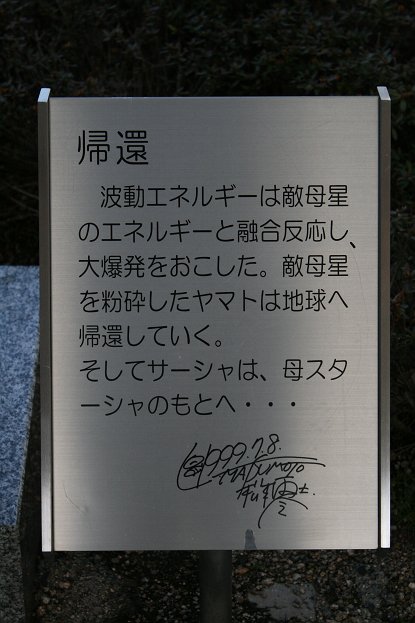 帰還
　波動エネルギーは敵母星
のエネルギーと融合反応し、
大爆発をおこした。敵母星
を粉砕したヤマトは地球へ
帰還していく。
そしてサーシャは、母スタ
ーシャのもとへ・・・
1999.7.8.